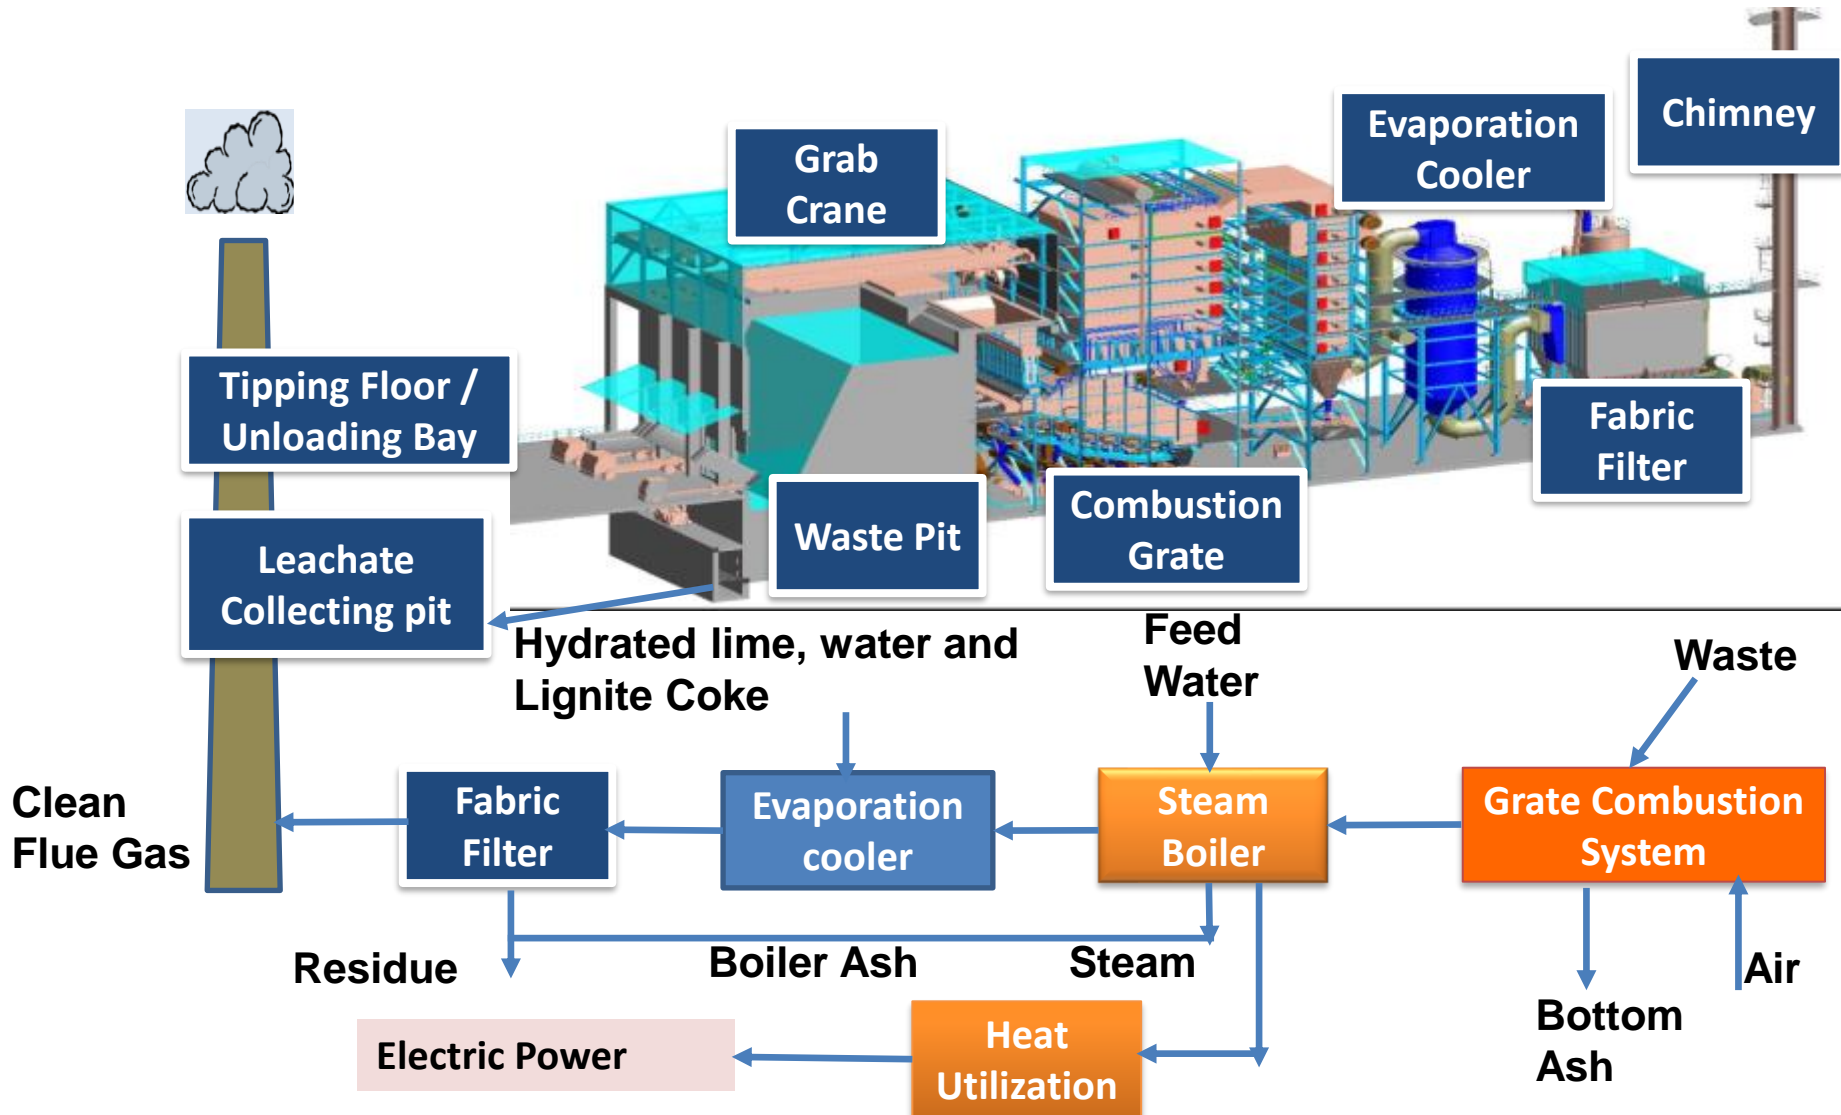 Chimney
Evaporation
Cooler
Grab
Crane
Tipping Floor /
Unloading Bay
Fabric
Filter
Combustion
Grate
Waste Pit
Leachate
Collecting pit
Hydrated lime, water and
Lignite Coke
Feed
Water
Waste
Clean
Flue Gas
Fabric
Filter
Evaporation
cooler
Steam
Boiler
Grate Combustion
System
Residue
Boiler Ash
Steam
Air
Bottom
Ash
Electric Power
Heat
Utilization